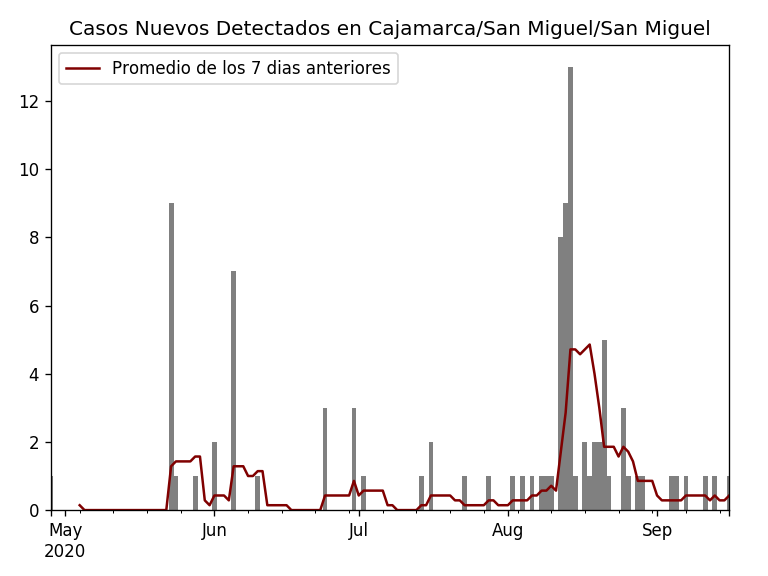 Casos Nuevos Detectados en Cajamarca/San Miguel/San Miguel
Promedio de los 7 dias anteriores
12
10
8
6
4
2
0
May Jun Jul Aug Sep
2020